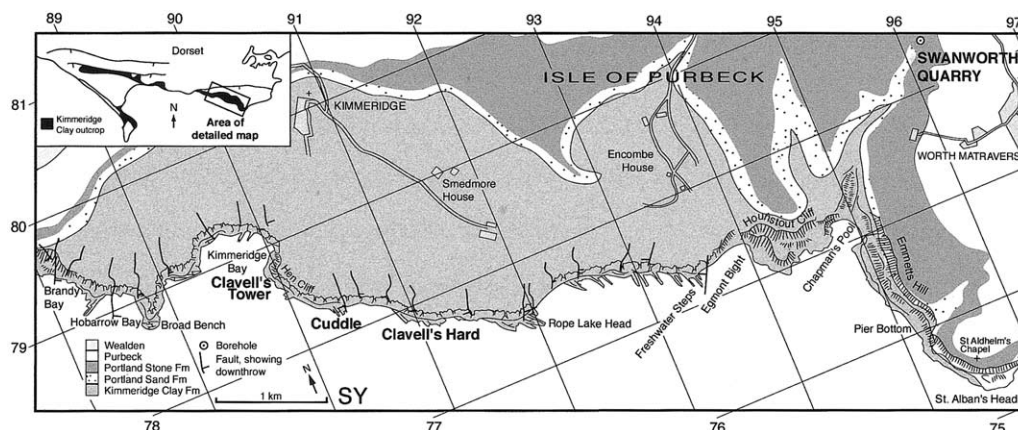 89
90
91
92
93
94
95
96
97
Dorset
N
Kimmeridge
Clay outcrop
Area of
detailed map
81
80
79
ISLE OF PURBECK
SWANWORTH
QUARRY
KIMMERIDGE
WORTH MATRAVERS
Encombe
House
Smedmore
House
Hounstout Cliff
Chapman's Pool
Emmetts Hill
Kimmeridge
Bay
Clavell's
Tower
Hen Cliff
Brandy
Bay
Hobarrow Bay
Broad Bench
Cuddle
Clavell's Hard
Rope Lake Head
Freshwater Steps
Egmont Bight
Pier Bottom
St Aldhelm's
Chapel
St. Alban's Head
Wealden
Purbeck
Portland Stone Fm
Portland Sand Fm
Kimmeridge Clay Fm
Borehole
Fault, showing
downthrow
N
1 km
SY
78
77
76
75